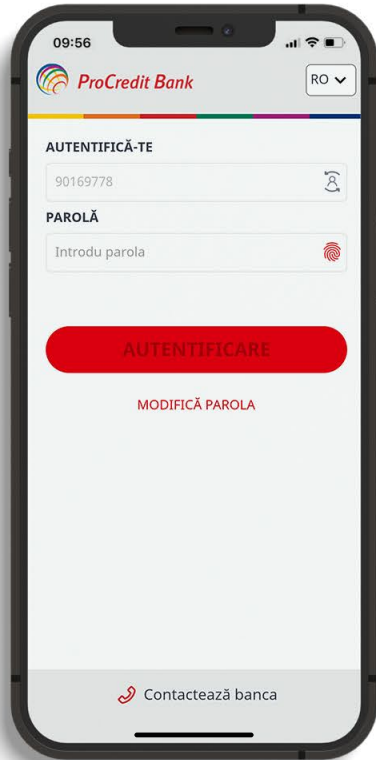 09:56
ProCredit Bank
RO
AUTENTIFICĂ-TE
90169778
PAROLĂ
Introdu parola
AUTENTIFICARE
MODIFICĂ PAROLA
Contactează banca